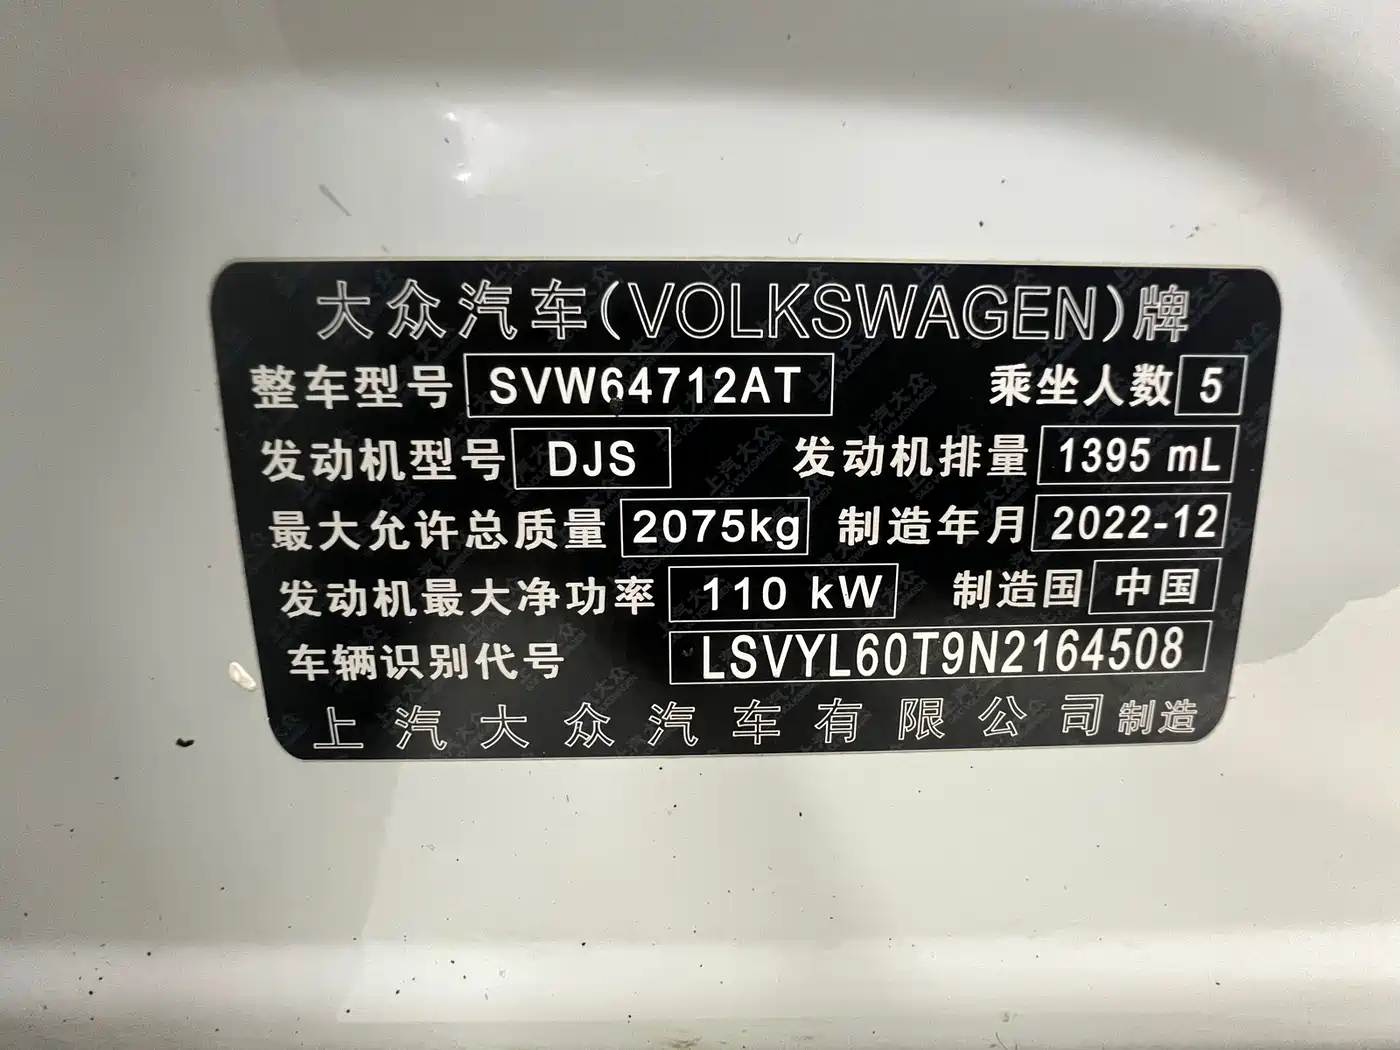 大众汽车(VOLKSWAGEN)牌
整车型号 SVW64712AT 乘坐人数 5
发动机型号 DJS 发动机排量 1395 mL
最大允许总质量 2075kg 制造年月 2022-12
发动机最大净功率 110 kW 制造国 中国
车辆识别代号 LSVYL60T9N2164508
上汽大众汽车有限公司制造